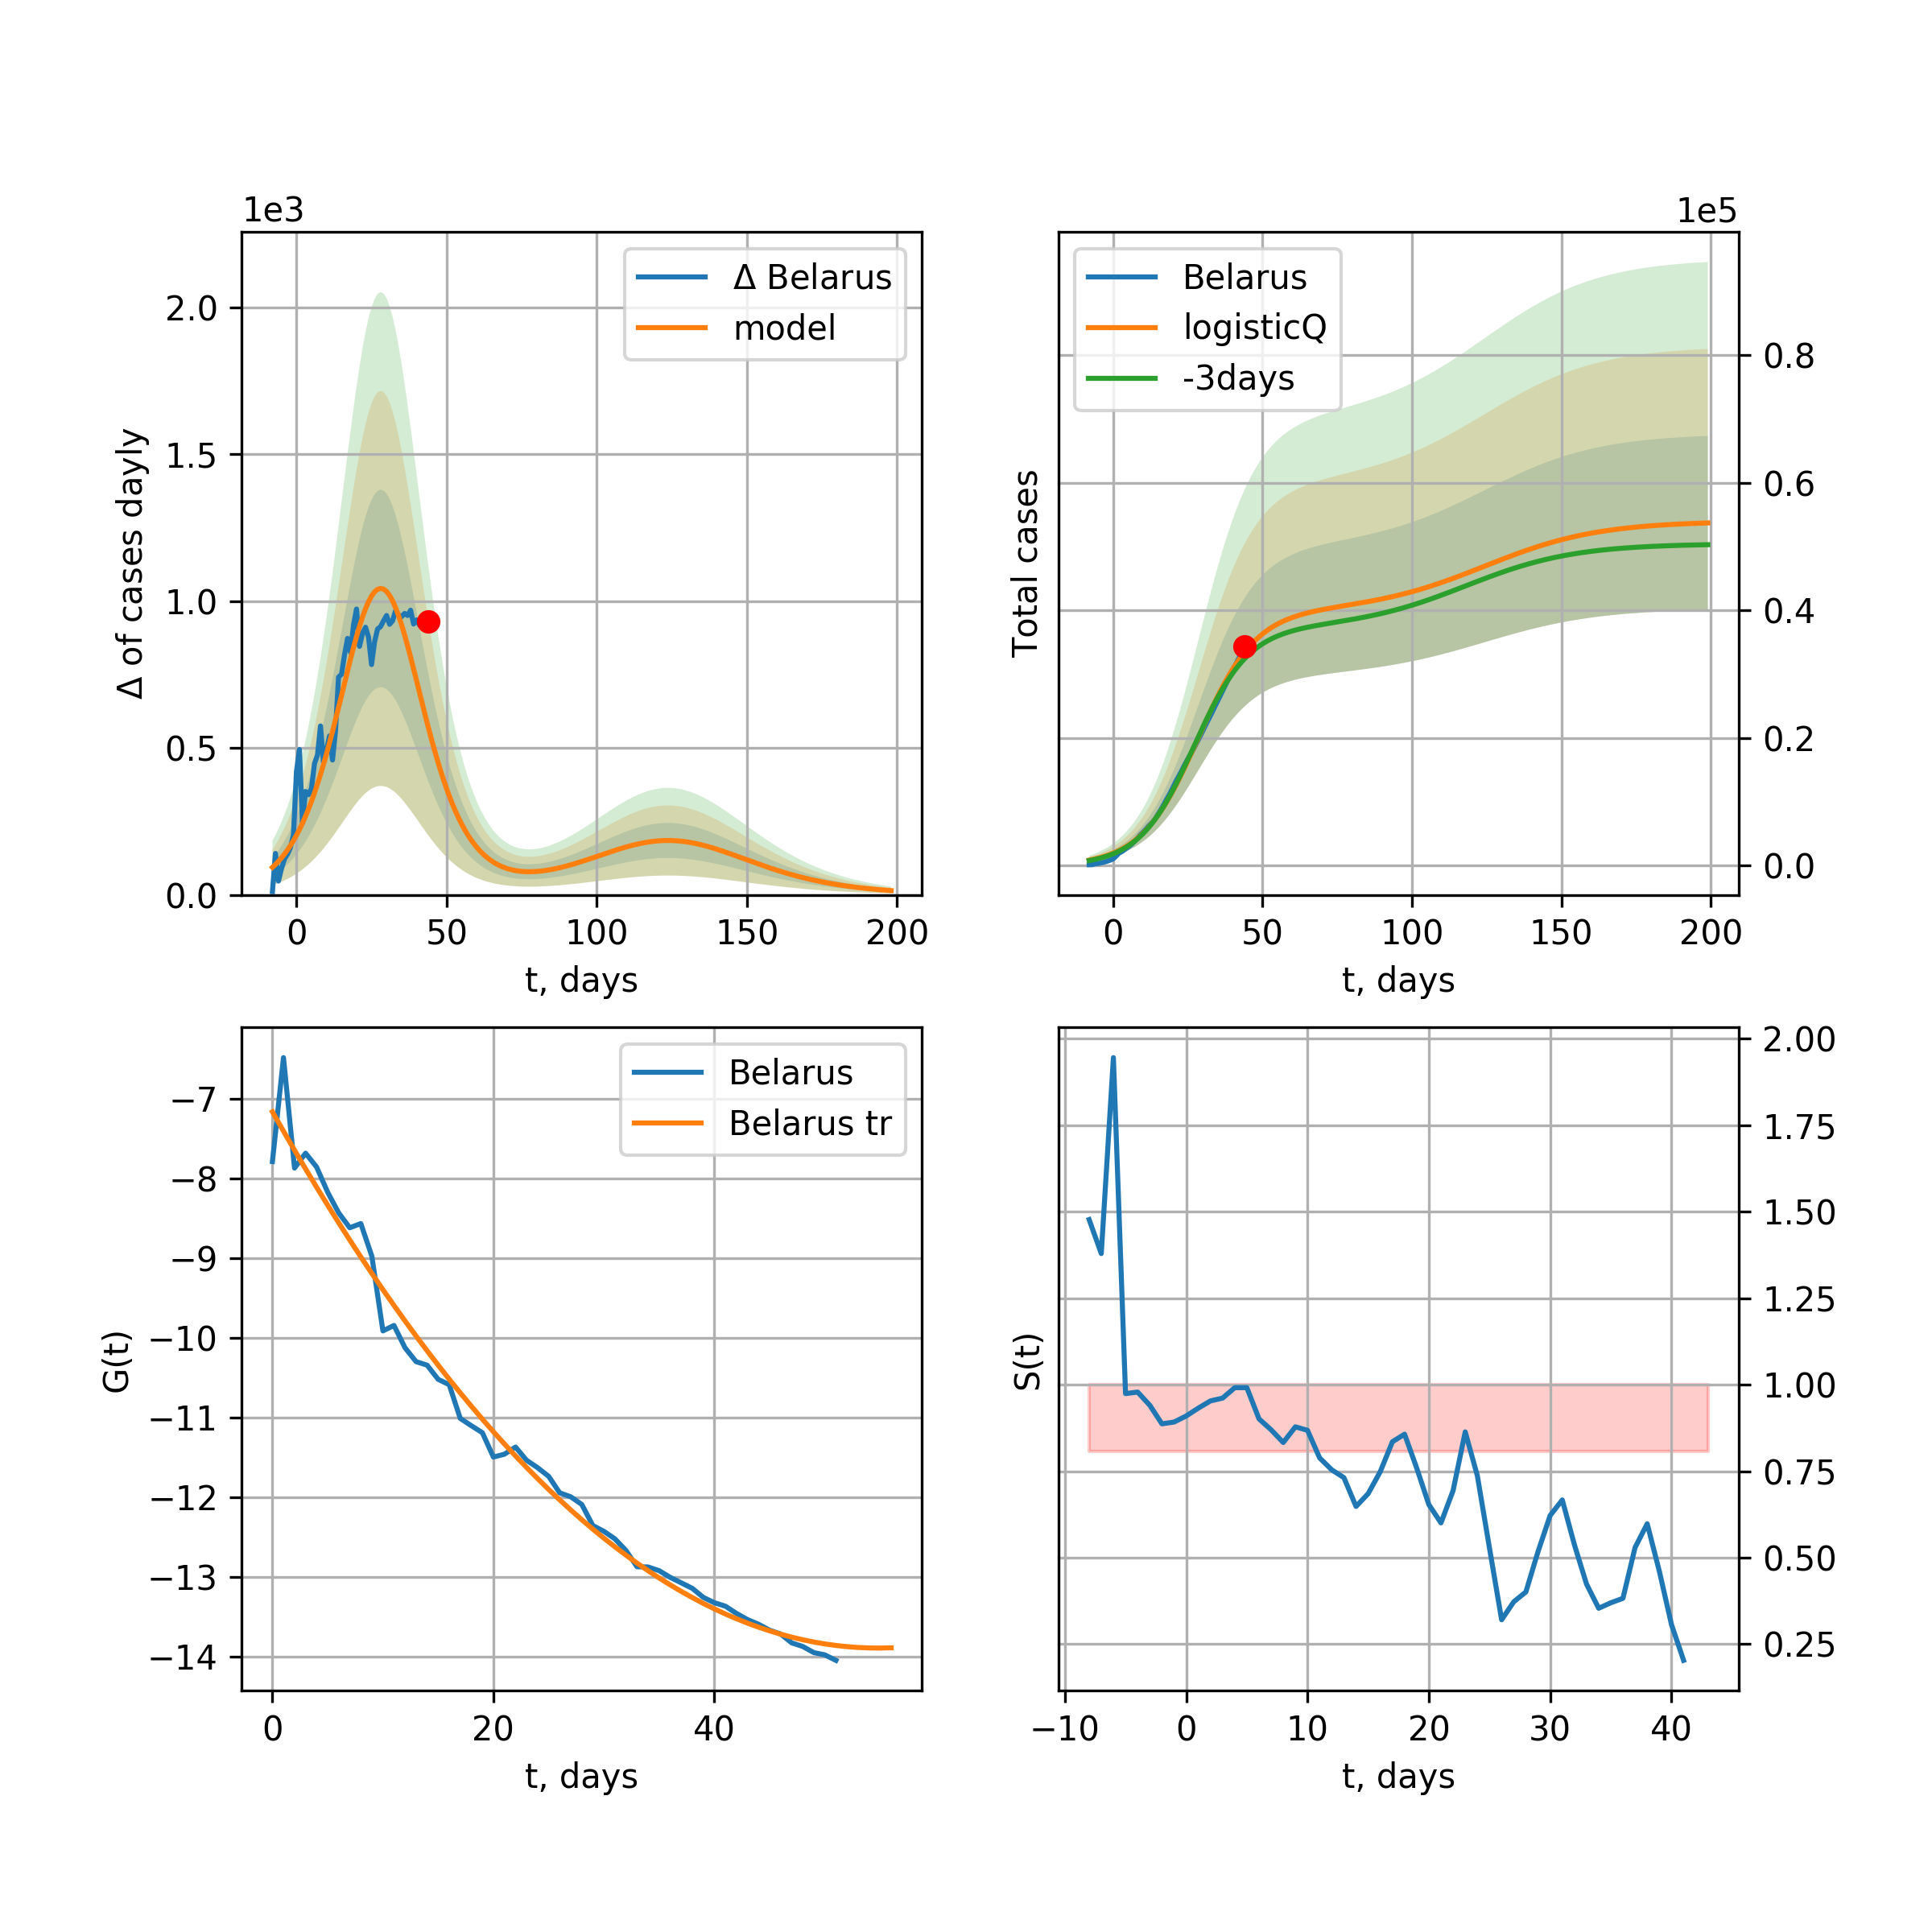 1e3
Δ of cases dayly
2.0
1.5
1.0
0.5
0.0
Δ Belarus
model
0 50 100 150 200
t, days
1e5
Total cases
Belarus
logisticQ
-3days
0.8
0.6
0.4
0.2
0.0
0 50 100 150 200
t, days
G(t)
−7
−8
−9
−10
−11
−12
−13
−14
Belarus
Belarus tr
0 20 40
t, days
S(t)
2.00
1.75
1.50
1.25
1.00
0.75
0.50
0.25
−10 0 10 20 30 40
t, days